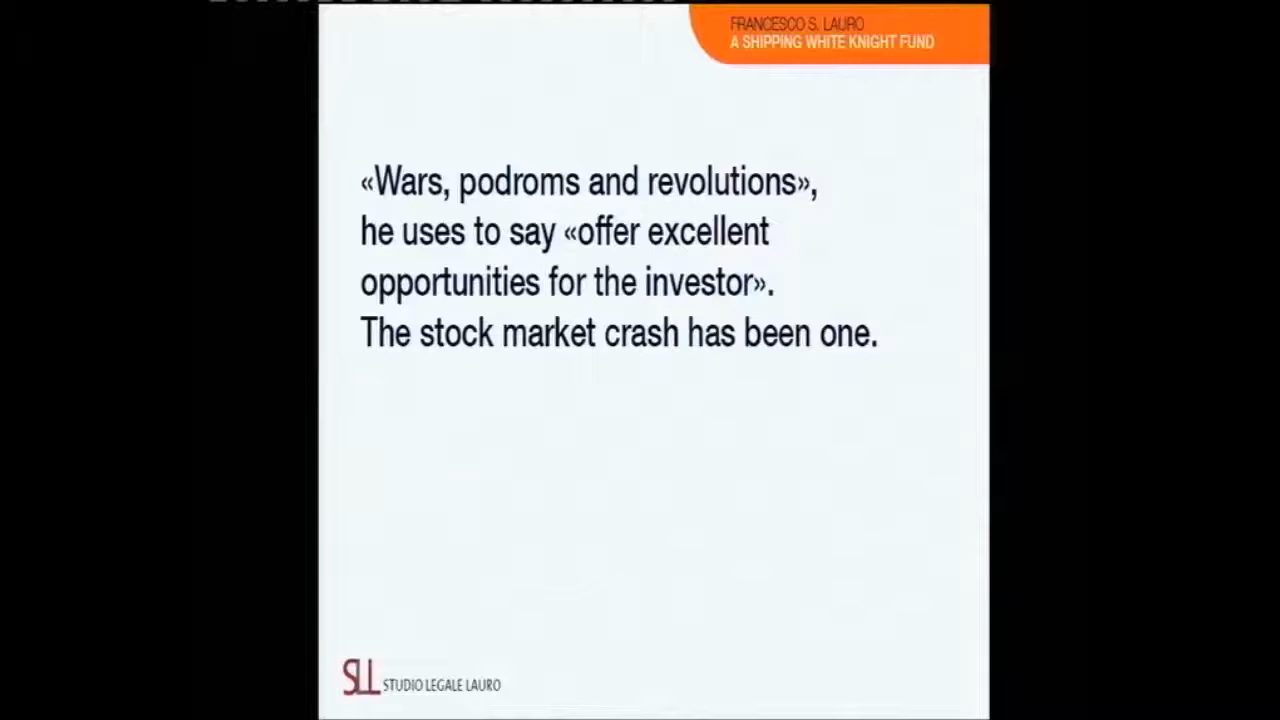 FRANCESCO S. LAURO
A SHIPPING WHITE KNIGHT FUND
«Wars, podroms and revolutions»,
he uses to say «offer excellent
opportunities for the investor».
The stock market crash has been one.
SLL STUDIO LEGALE LAURO